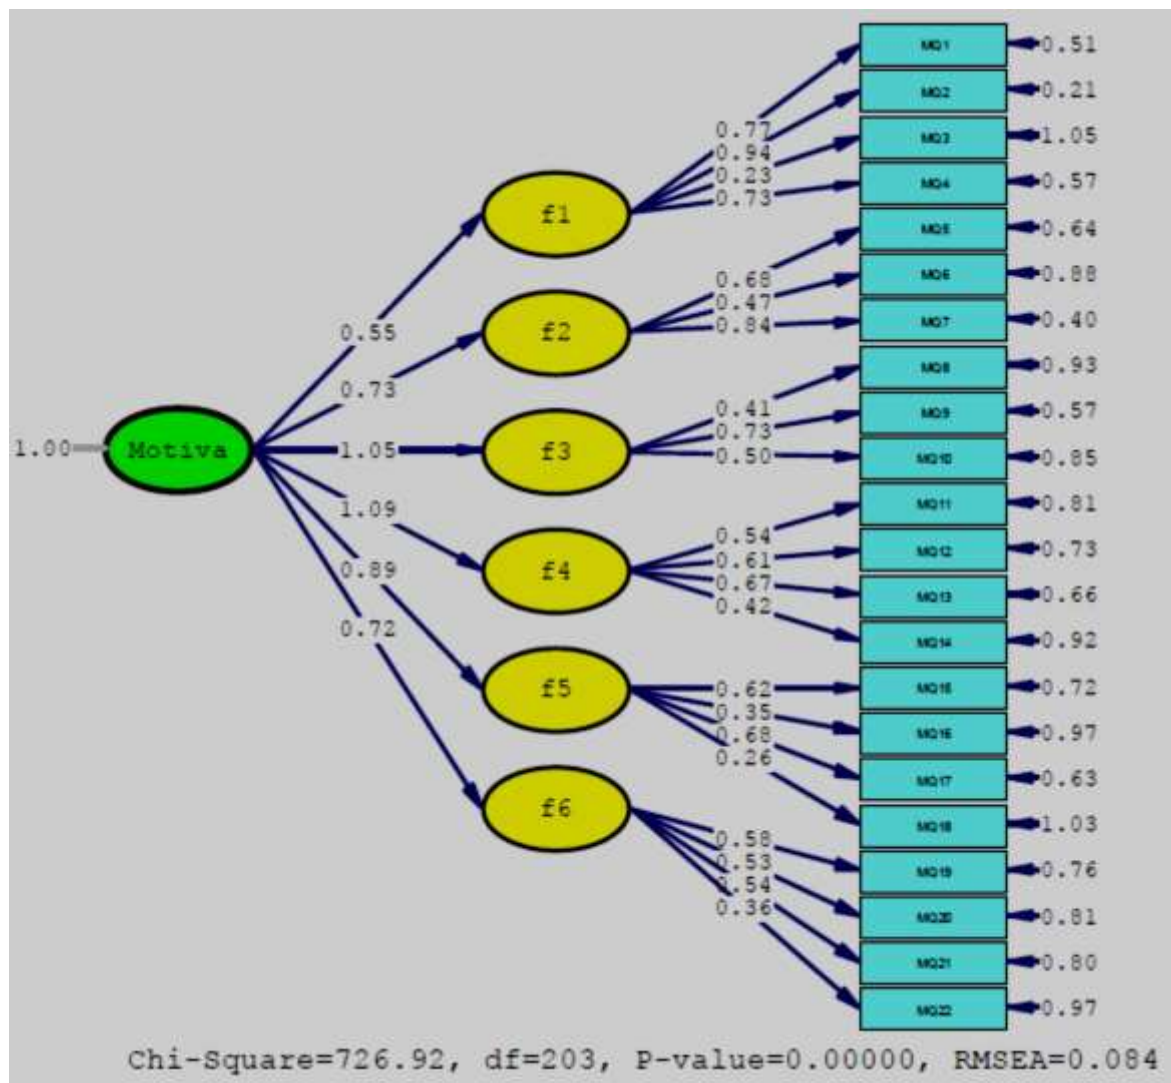 MQ1 0.51
MQ2 0.21
0.77 MQ3 1.05
0.94
0.23 MQ4 0.57
0.73
f1
MQ5 0.64
0.68 MQ6 0.88
0.47
0.84 MQ7 0.40
0.55 f2
MQ8 0.93
0.73
0.41 MQ9 0.57
0.73
1.00 Motiva 1.05 f3 0.50 MQ10 0.85
MQ11 0.81
1.09
0.54 MQ12 0.73
0.61
0.89 f4 0.67 MQ13 0.66
0.42
0.72 MQ14 0.92
f5 0.62 MQ15 0.72
0.35
0.68 MQ16 0.97
0.26
MQ17 0.63
f6 MQ18 1.03
0.58
0.53 MQ19 0.76
0.54
0.36 MQ20 0.81
MQ21 0.80
MQ22 0.97
Chi-Square=726.92, df=203, P-value=0.00000, RMSEA=0.084